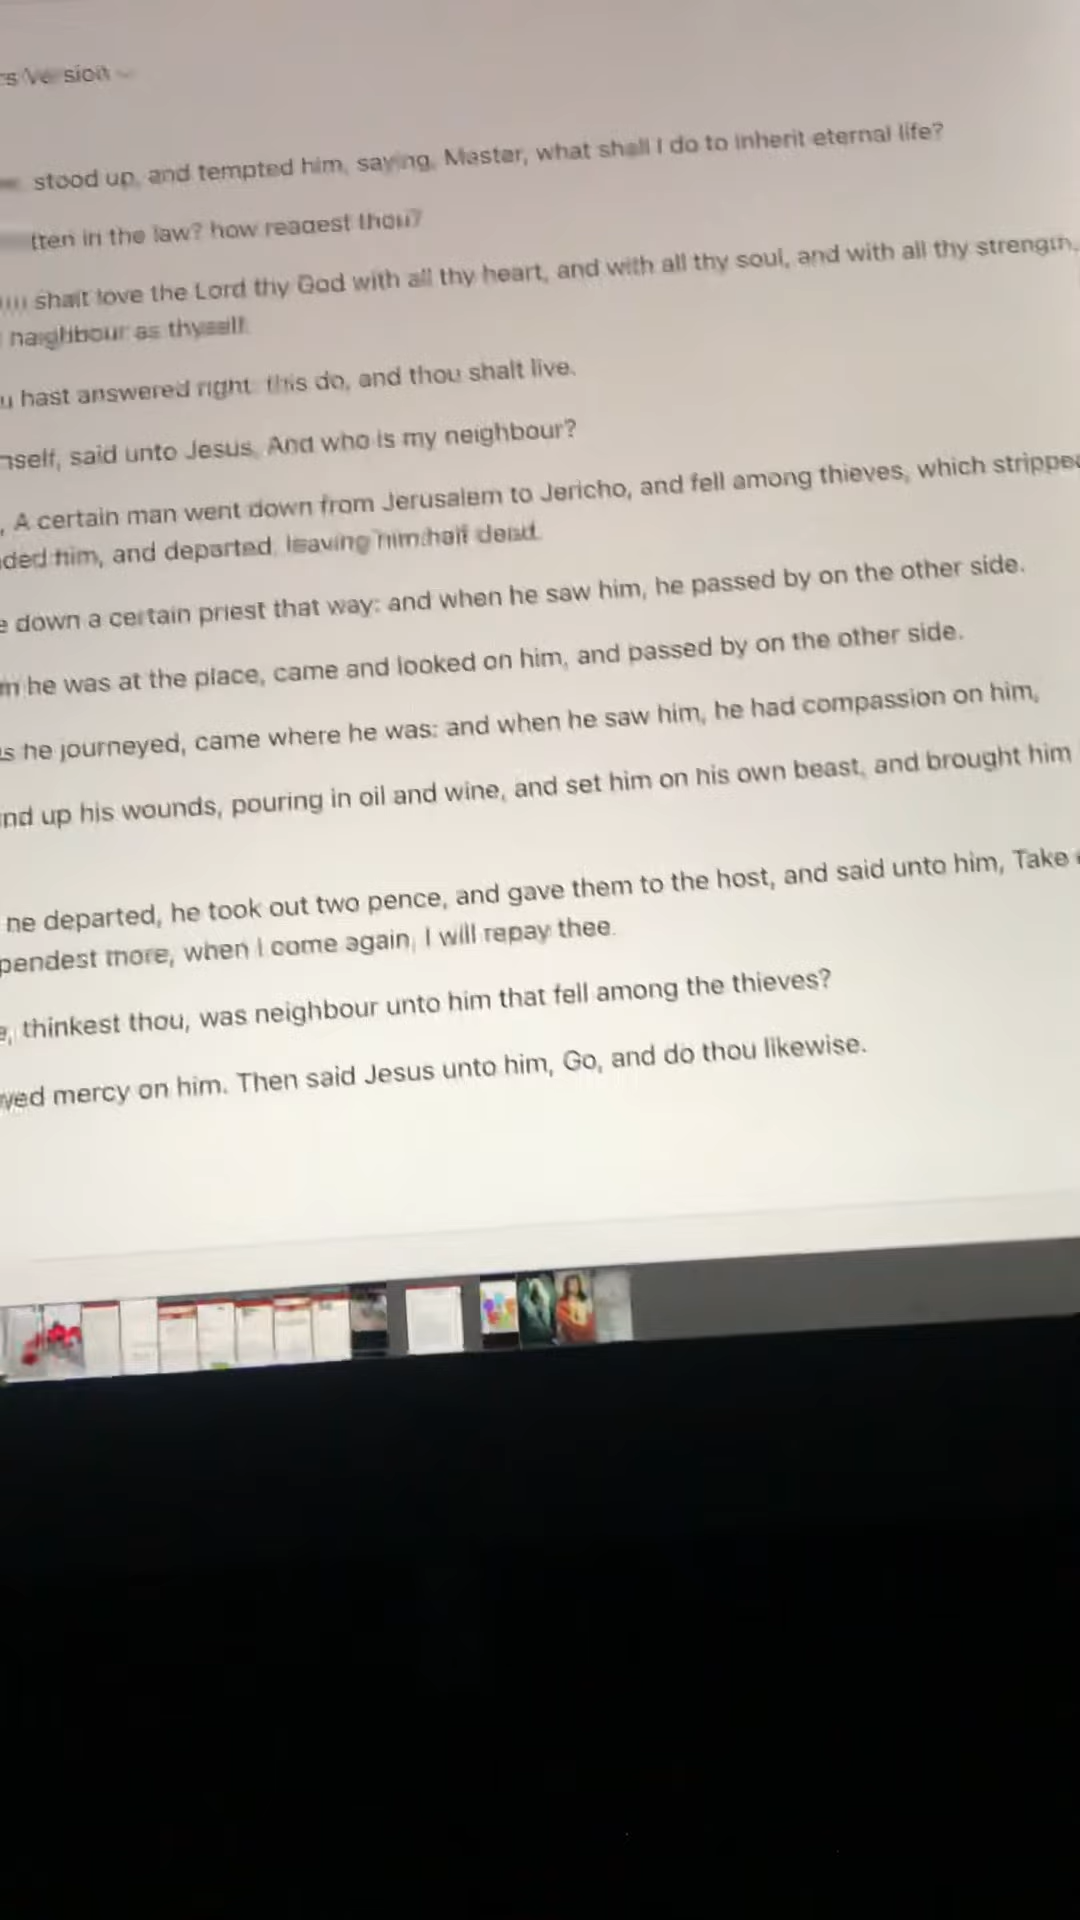 Version
stood up, and tempted him, saying, Master, what shall I do to inherit eternal life?
tten in the law? how readest thou?
shalt love the Lord thy God with all thy heart, and with all thy soul, and with all thy strength,
neighbour as thyself.
hast answered right: this do, and thou shalt live.
self, said unto Jesus, And who is my neighbour?
, A certain man went down from Jerusalem to Jericho, and fell among thieves, which stripped
ded him, and departed, leaving him half dead.
down a certain priest that way: and when he saw him, he passed by on the other side.
he was at the place, came and looked on him, and passed by on the other side.
s he journeyed, came where he was: and when he saw him, he had compassion on him,
nd up his wounds, pouring in oil and wine, and set him on his own beast, and brought him
he departed, he took out two pence, and gave them to the host, and said unto him, Take
pendest more, when I come again, I will repay thee.
, thinkest thou, was neighbour unto him that fell among the thieves?
wed mercy on him. Then said Jesus unto him, Go, and do thou likewise.